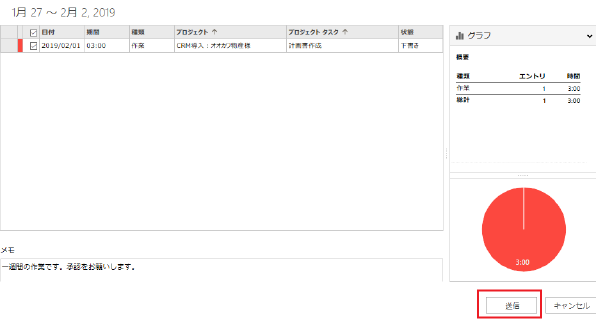 1月 27 ～ 2月 2, 2019
日付 期間 種類 プロジェクト ↑ プロジェクト タスク ↑ 状態
2019/02/01 03:00 作業 CRM導入：オオガワ物産様 計画書作成 下書き
グラフ
概要
種類 エントリ 時間
作業 1 3:00
総計 1 3:00
3:00
メモ
一週間の作業です。承認をお願いします。
送信 キャンセル